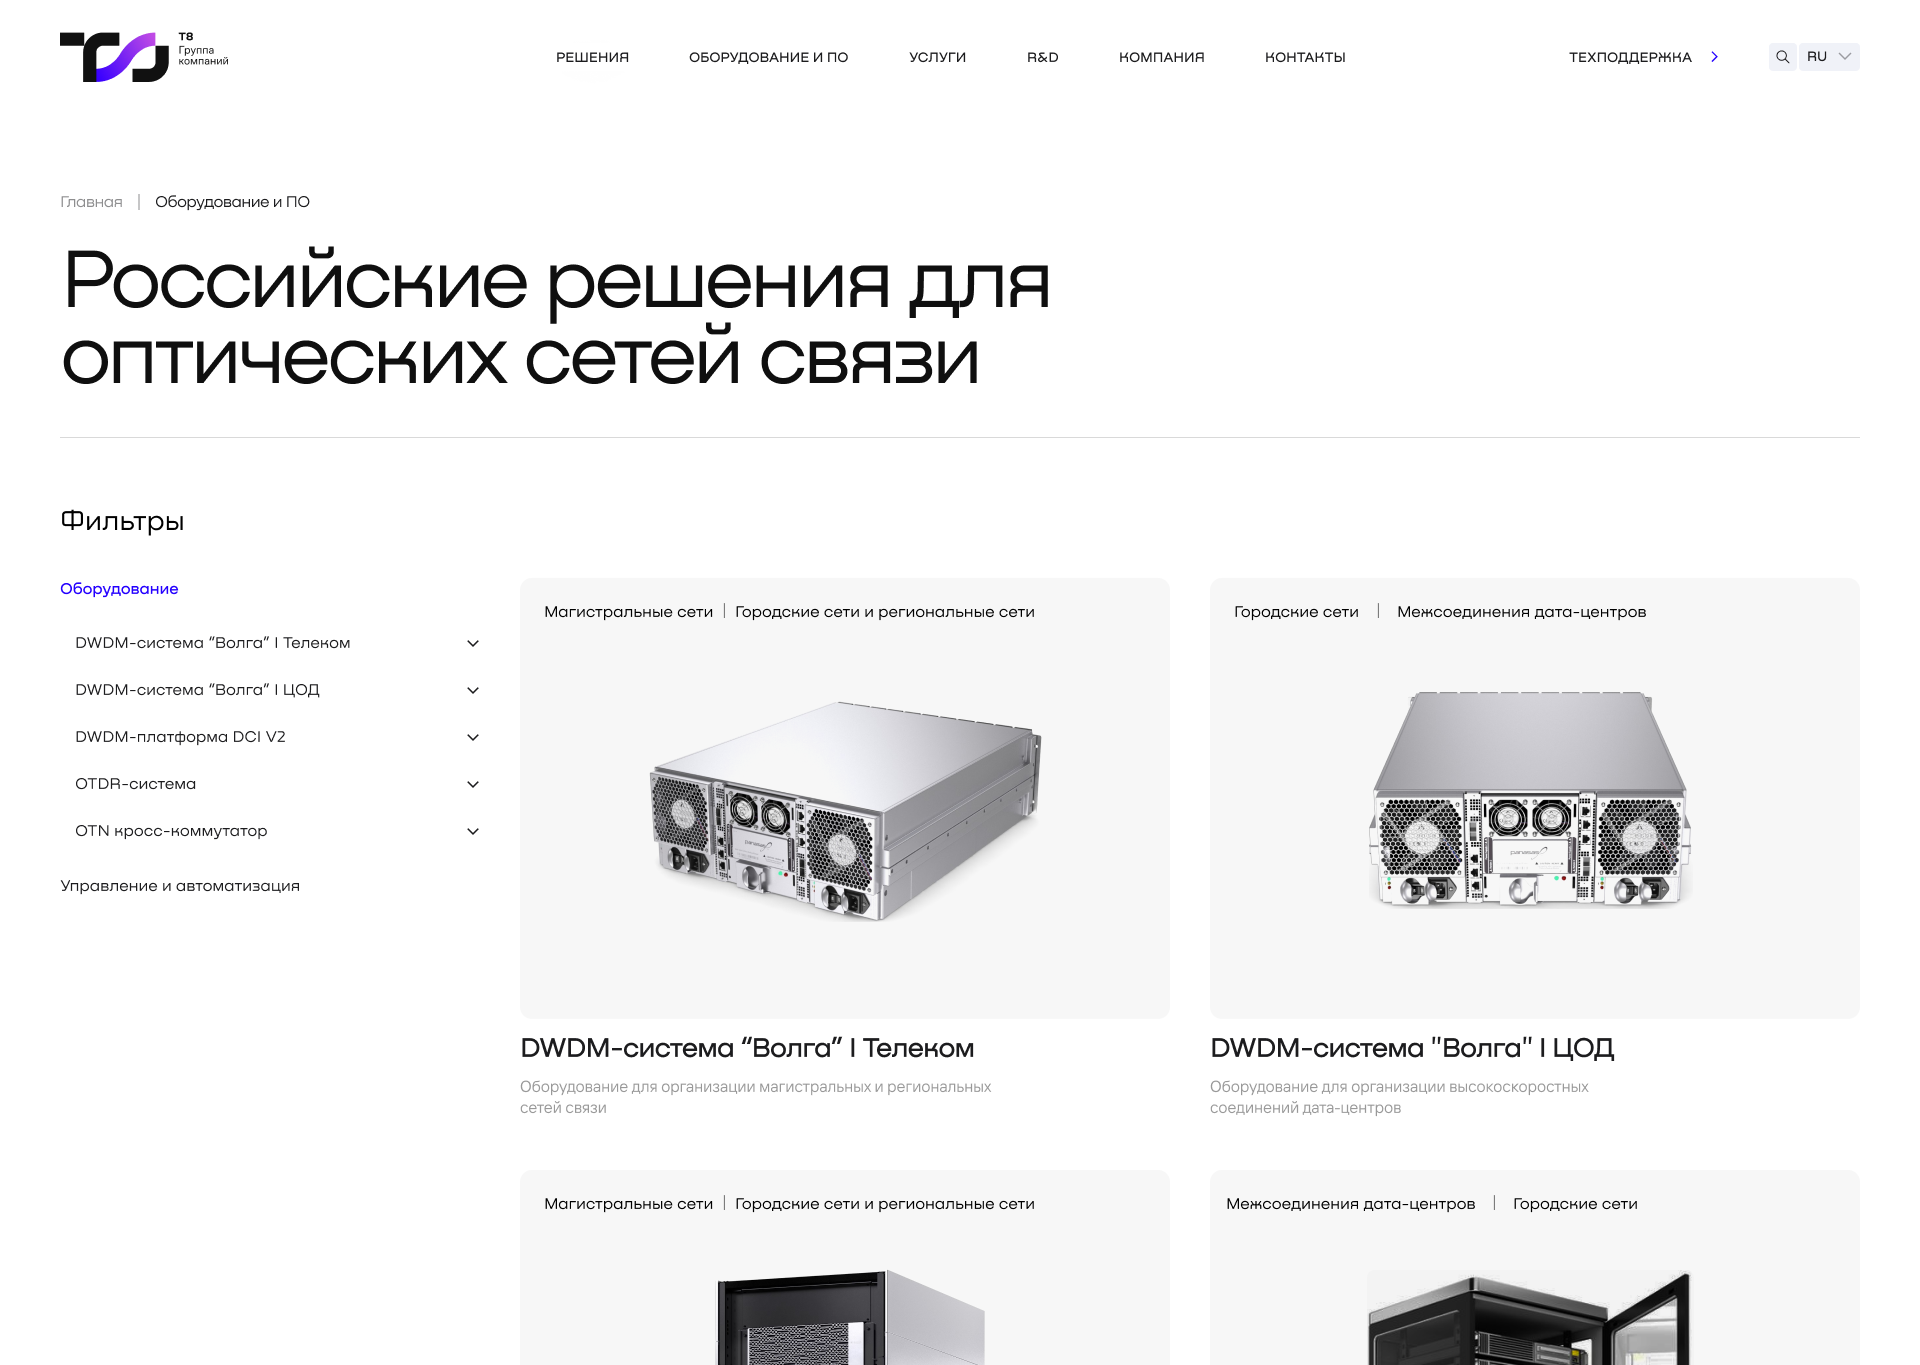 Т8
Группа
компаний
РЕШЕНИЯ
ОБОРУДОВАНИЕ И ПО
УСЛУГИ
R&D
КОМПАНИЯ
КОНТАКТЫ
ТЕХПОДДЕРЖКА
RU
Главная | Оборудование и ПО
Российские решения для
оптических сетей связи
Фильтры
Оборудование
DWDM-система “Волга” I Телеком
DWDM-система “Волга” I ЦОД
DWDM-платформа DCI V2
OTDR-система
OTN кросс-коммутатор
Управление и автоматизация
Магистральные сети | Городские сети и региональные сети
DWDM-система “Волга” I Телеком
Оборудование для организации магистральных и региональных
сетей связи
Городские сети | Межсоединения дата-центров
DWDM-система "Волга" I ЦОД
Оборудование для организации высокоскоростных
соединений дата-центров
Магистральные сети | Городские сети и региональные сети
Межсоединения дата-центров | Городские сети